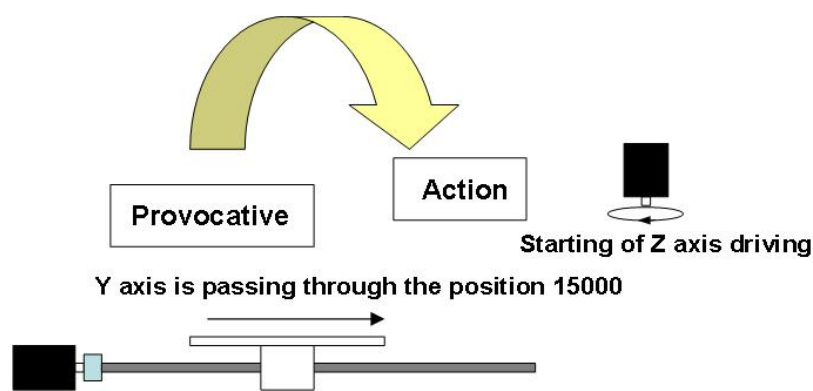 Provocative
Action
Starting of Z axis driving
Y axis is passing through the position 15000